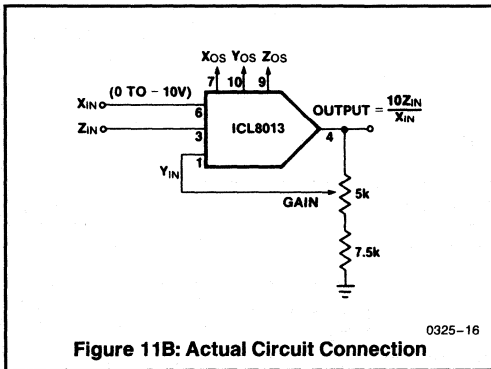 XOS YOS ZOS
7 10 9
(0 TO – 10V)
XIN
6
OUTPUT = 10ZIN
XIN
ZIN
3
ICL8013
4
1
YIN
GAIN
5k
7.5k
0325–16
Figure 11B: Actual Circuit Connection